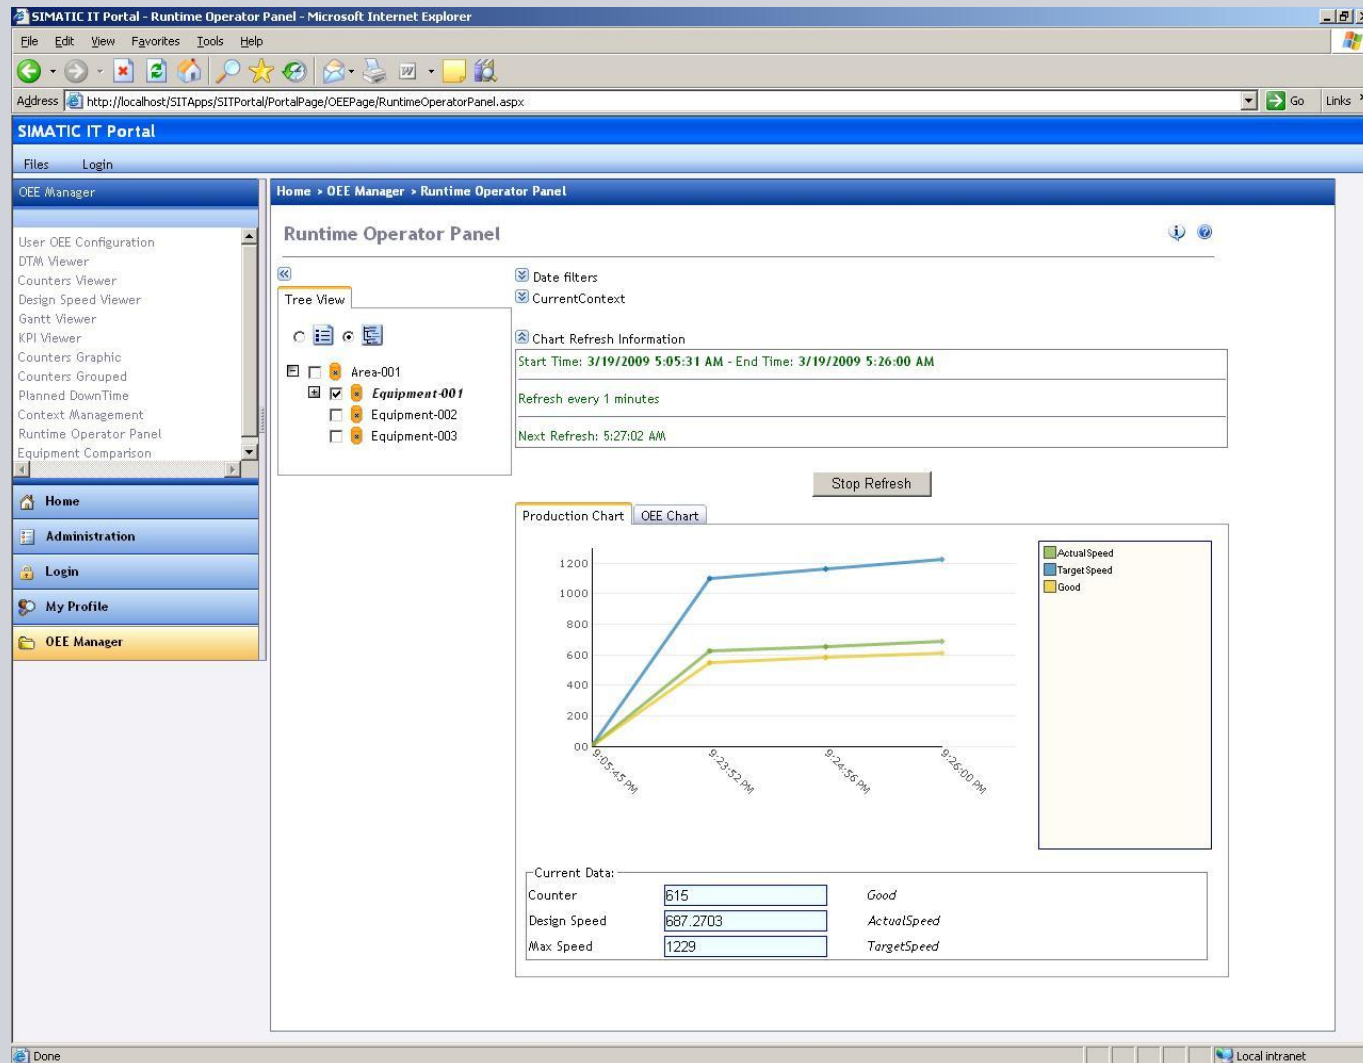 SIMATIC IT Portal - Runtime Operator Panel - Microsoft Internet Explorer
File Edit View Favorites Tools Help
Address http://localhost/SITApps/SITPortal/PortalPage/OEEPage/RuntimeOperatorPanel.aspx Go Links
SIMATIC IT Portal
Files Login
OEE Manager
User OEE Configuration
DTM Viewer
Counters Viewer
Design Speed Viewer
Gantt Viewer
KPI Viewer
Counters Graphic
Counters Grouped
Planned DownTime
Context Management
Runtime Operator Panel
Equipment Comparison
Home
Administration
Login
My Profile
OEE Manager
Home > OEE Manager > Runtime Operator Panel
Runtime Operator Panel
Tree View
Area-001
Equipment-001
Equipment-002
Equipment-003
Date filters
CurrentContext
Chart Refresh Information
Start Time: 3/19/2009 5:05:31 AM - End Time: 3/19/2009 5:26:00 AM
Refresh every 1 minutes
Next Refresh: 5:27:02 AM
Stop Refresh
Production Chart OEE Chart
1200
1000
800
600
400
200
00
9:05:45 PM 9:23:52 PM 9:24:56 PM 9:26:00 PM
ActualSpeed
TargetSpeed
Good
Current Data:
Counter 615 Good
Design Speed 687.2703 ActualSpeed
Max Speed 1229 TargetSpeed
Done Local intranet